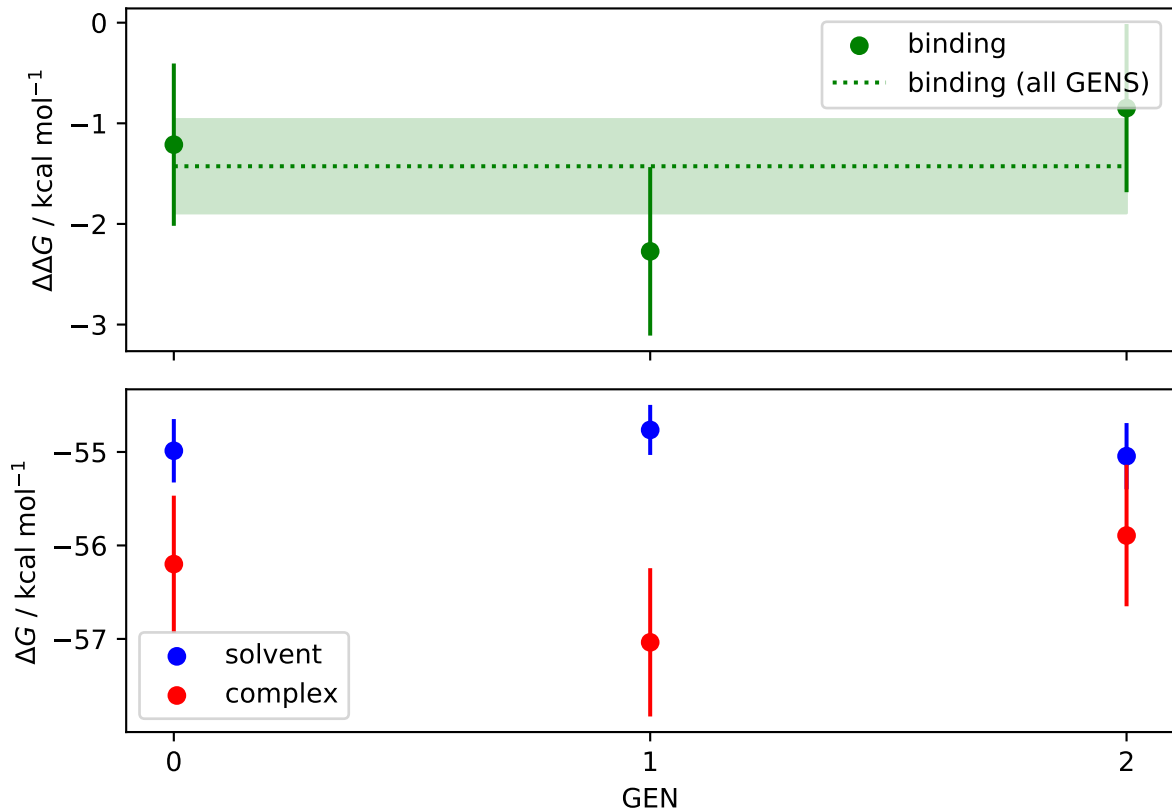 0
−1
−2
−3
ΔΔG / kcal mol⁻¹
binding
binding (all GENS)
−55
−56
−57
ΔG / kcal mol⁻¹
solvent
complex
0 1 2
GEN